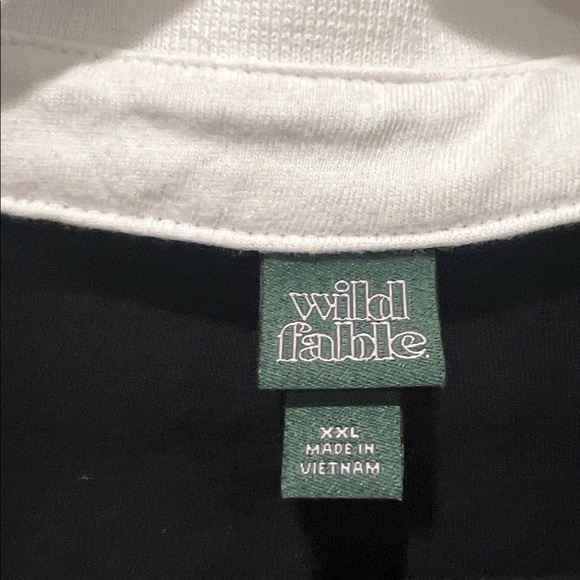 wild
fable.
XXL
MADE IN
VIETNAM